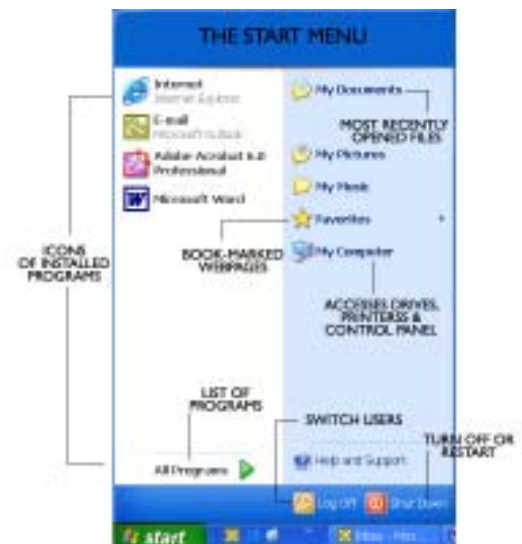 THE START MENU
Internet
Internet Explorer
E-mail
Microsoft Outlook
Adobe Acrobat 6.0
Professional
Microsoft Word
ICONS
OF INSTALLED
PROGRAMS
My Documents
MOST RECENTLY
OPENED FILES
My Pictures
My Music
Favorites
BOOK-MARKED
WEBPAGES
My Computer
ACCESSES DRIVES,
PRINTERSS &
CONTROL PANEL
LIST OF
PROGRAMS
All Programs
SWITCH USERS
TURN OFF OR
RESTART
Help and Support
Log Off
Shut Down
start
Inbox